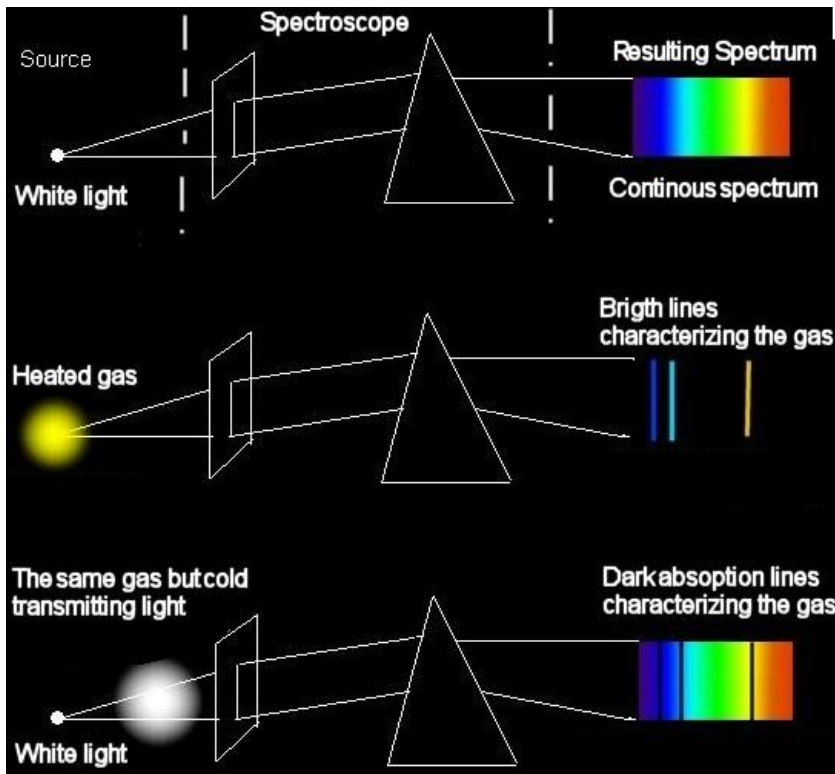 Spectroscope
Source
Resulting Spectrum
White light
Continous spectrum
Brigth lines
characterizing the gas
Heated gas
The same gas but cold
transmitting light
Dark absoption lines
characterizing the gas
White light